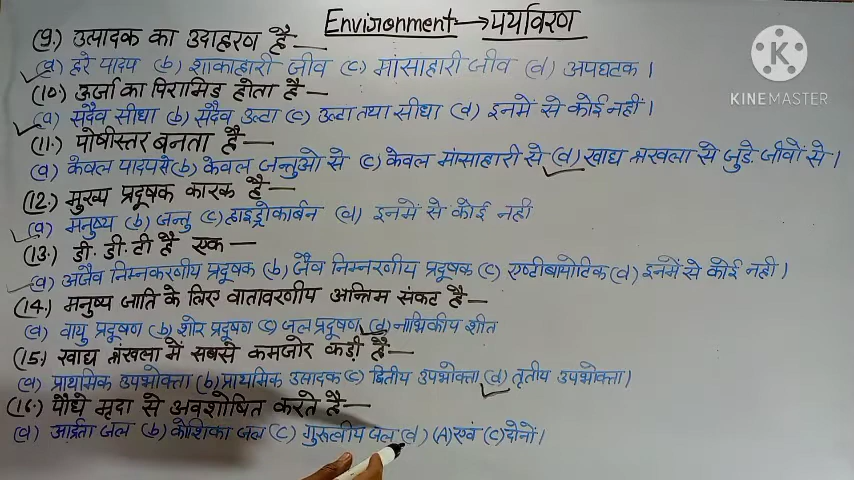 Environment → पर्यावरण
(9.) उत्पादक का उदाहरण है —
(a) हरे पादप (b) शाकाहारी जीव (c) मांसाहारी जीव (d) अपघटक।
(10.) ऊर्जा का पिरामिड होता है —
(a) सदैव सीधा (b) सदैव उल्टा (c) उल्टा तथा सीधा (d) इनमें से कोई नहीं।
(11.) पोषीस्तर बनता है —
(a) केवल पादपसे (b) केवल जन्तुओ से (c) केवल मांसाहारी से (d) खाद्य श्रृखला से जुडे जीवों से।
(12.) मुख्य प्रदूषक कारक है —
(a) मनुष्य (b) जन्तु (c) हाइड्रोकार्बन (d) इनमें से कोई नहीं
(13.) डी. डी. टी है एक —
(a) अजैव निम्नकरणीय प्रदूषक (b) जैव निम्नरणीय प्रदूषक (c) एण्टीबायोटिक (d) इनमें से कोई नही।
(14.) मनुष्य जाति के लिए वातावरणीय अन्तिम संकट है —
(a) वायु प्रदूषण (b) शोर प्रदूषण (c) जल प्रदूषण (d) नाभिकीय शीत
(15.) खाद्य श्रंखला में सबसे कमजोर कड़ी है —
(a) प्राथमिक उपभोक्ता (b) प्राथमिक उत्पादक (c) द्वितीय उपभोक्ता (d) तृतीय उपभोक्ता।
(16.) पौधे मृदा से अवशोषित करते है —
(a) आर्द्रता जल (b) कोशिका जल (c) गुरूत्वीय जल (d) (A) एवं (c) दोनों।
KINEMASTER